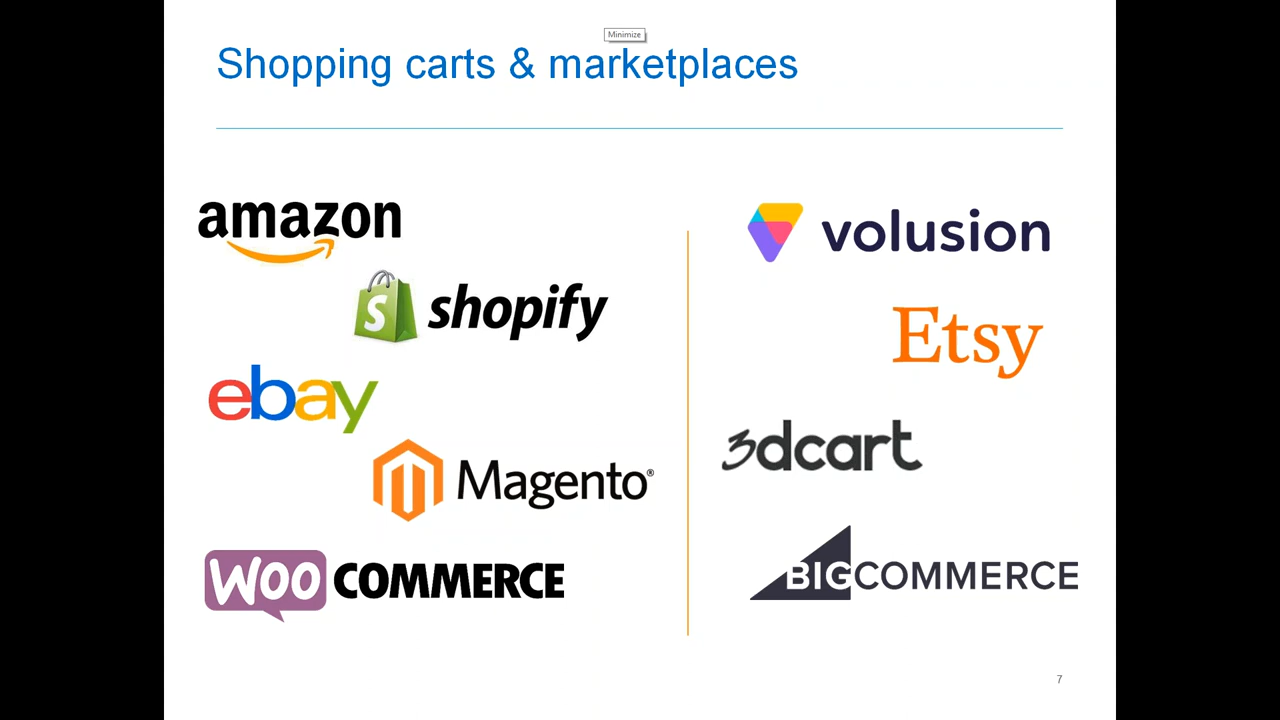 Minimize
Shopping carts & marketplaces
amazon
S shopify
ebay
Magento®
WOO COMMERCE
volusion
Etsy
3dcart
BIGCOMMERCE
7